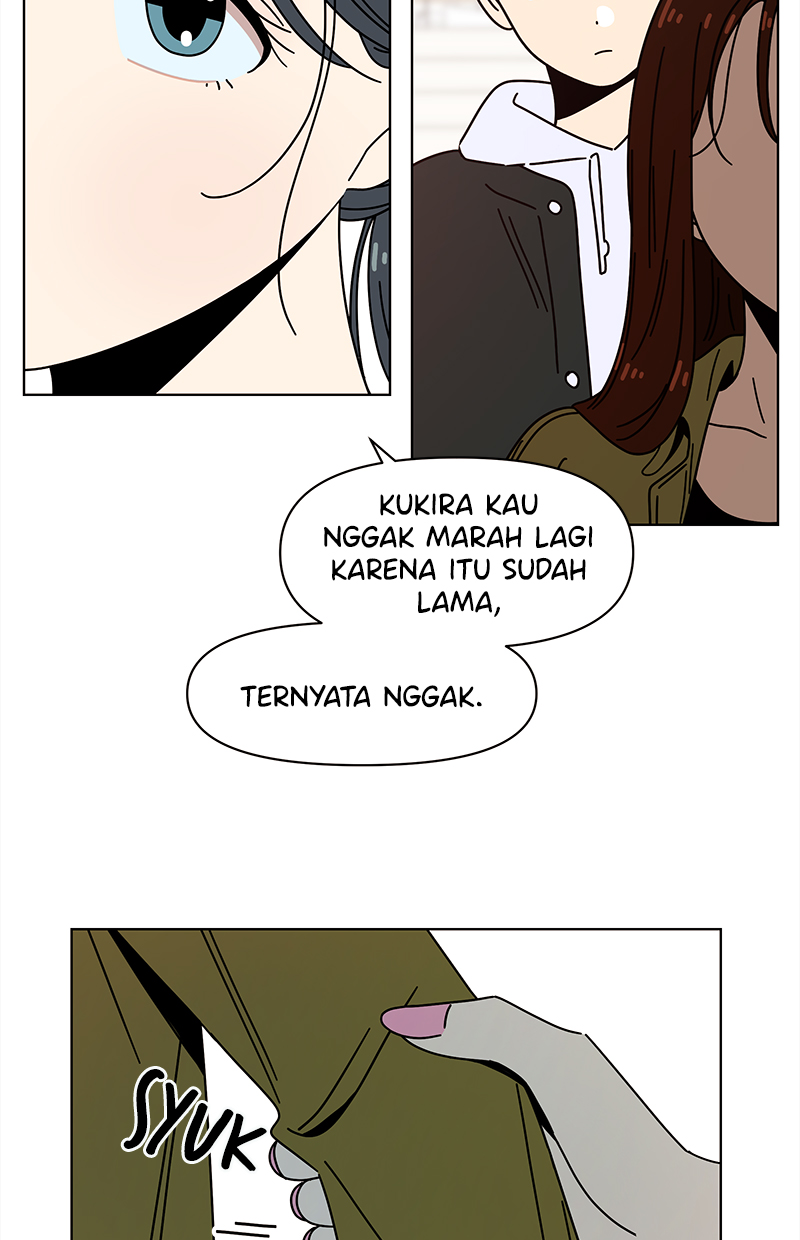 KUKIRA KAU
NGGAK MARAH LAGI
KARENA ITU SUDAH
LAMA,
TERNYATA NGGAK.
SYUK